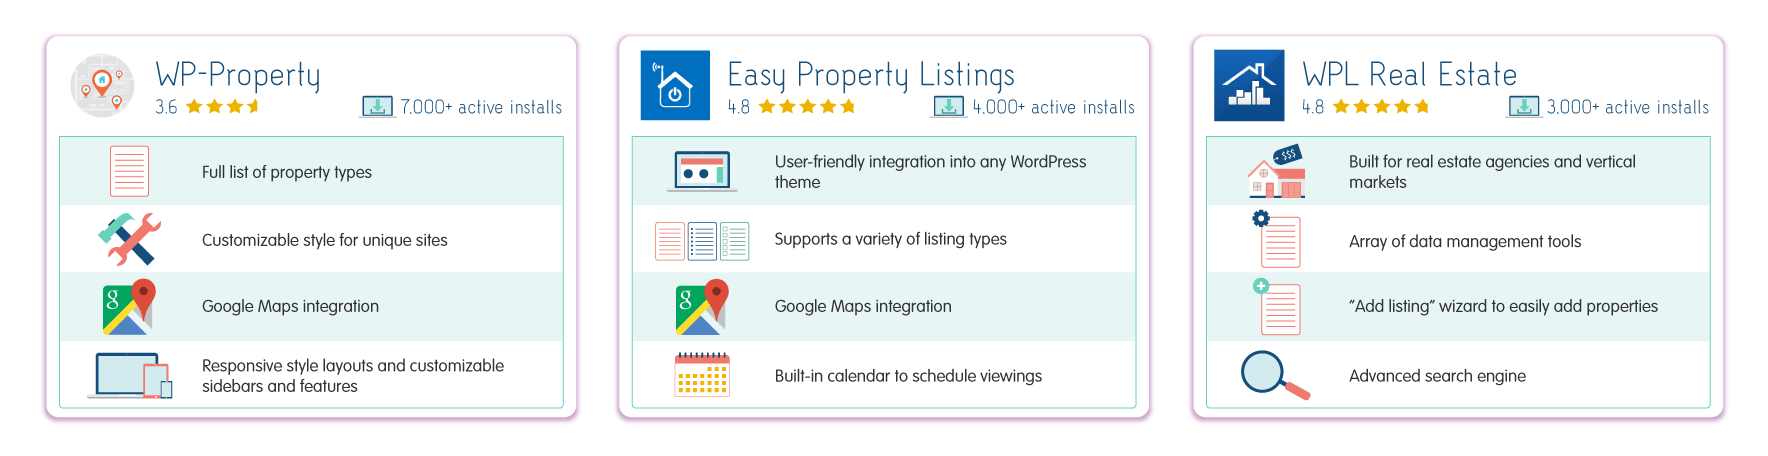 WP-Property
3.6
7.000+ active installs
Full list of property types
Customizable style for unique sites
g
Google Maps integration
Responsive style layouts and customizable
sidebars and features
Easy Property Listings
4.8
4.000+ active installs
User-friendly integration into any WordPress
theme
Supports a variety of listing types
g
Google Maps integration
Built-in calendar to schedule viewings
WPL Real Estate
4.8
3.000+ active installs
$$$
Built for real estate agencies and vertical
markets
Array of data management tools
“Add listing” wizard to easily add properties
Advanced search engine